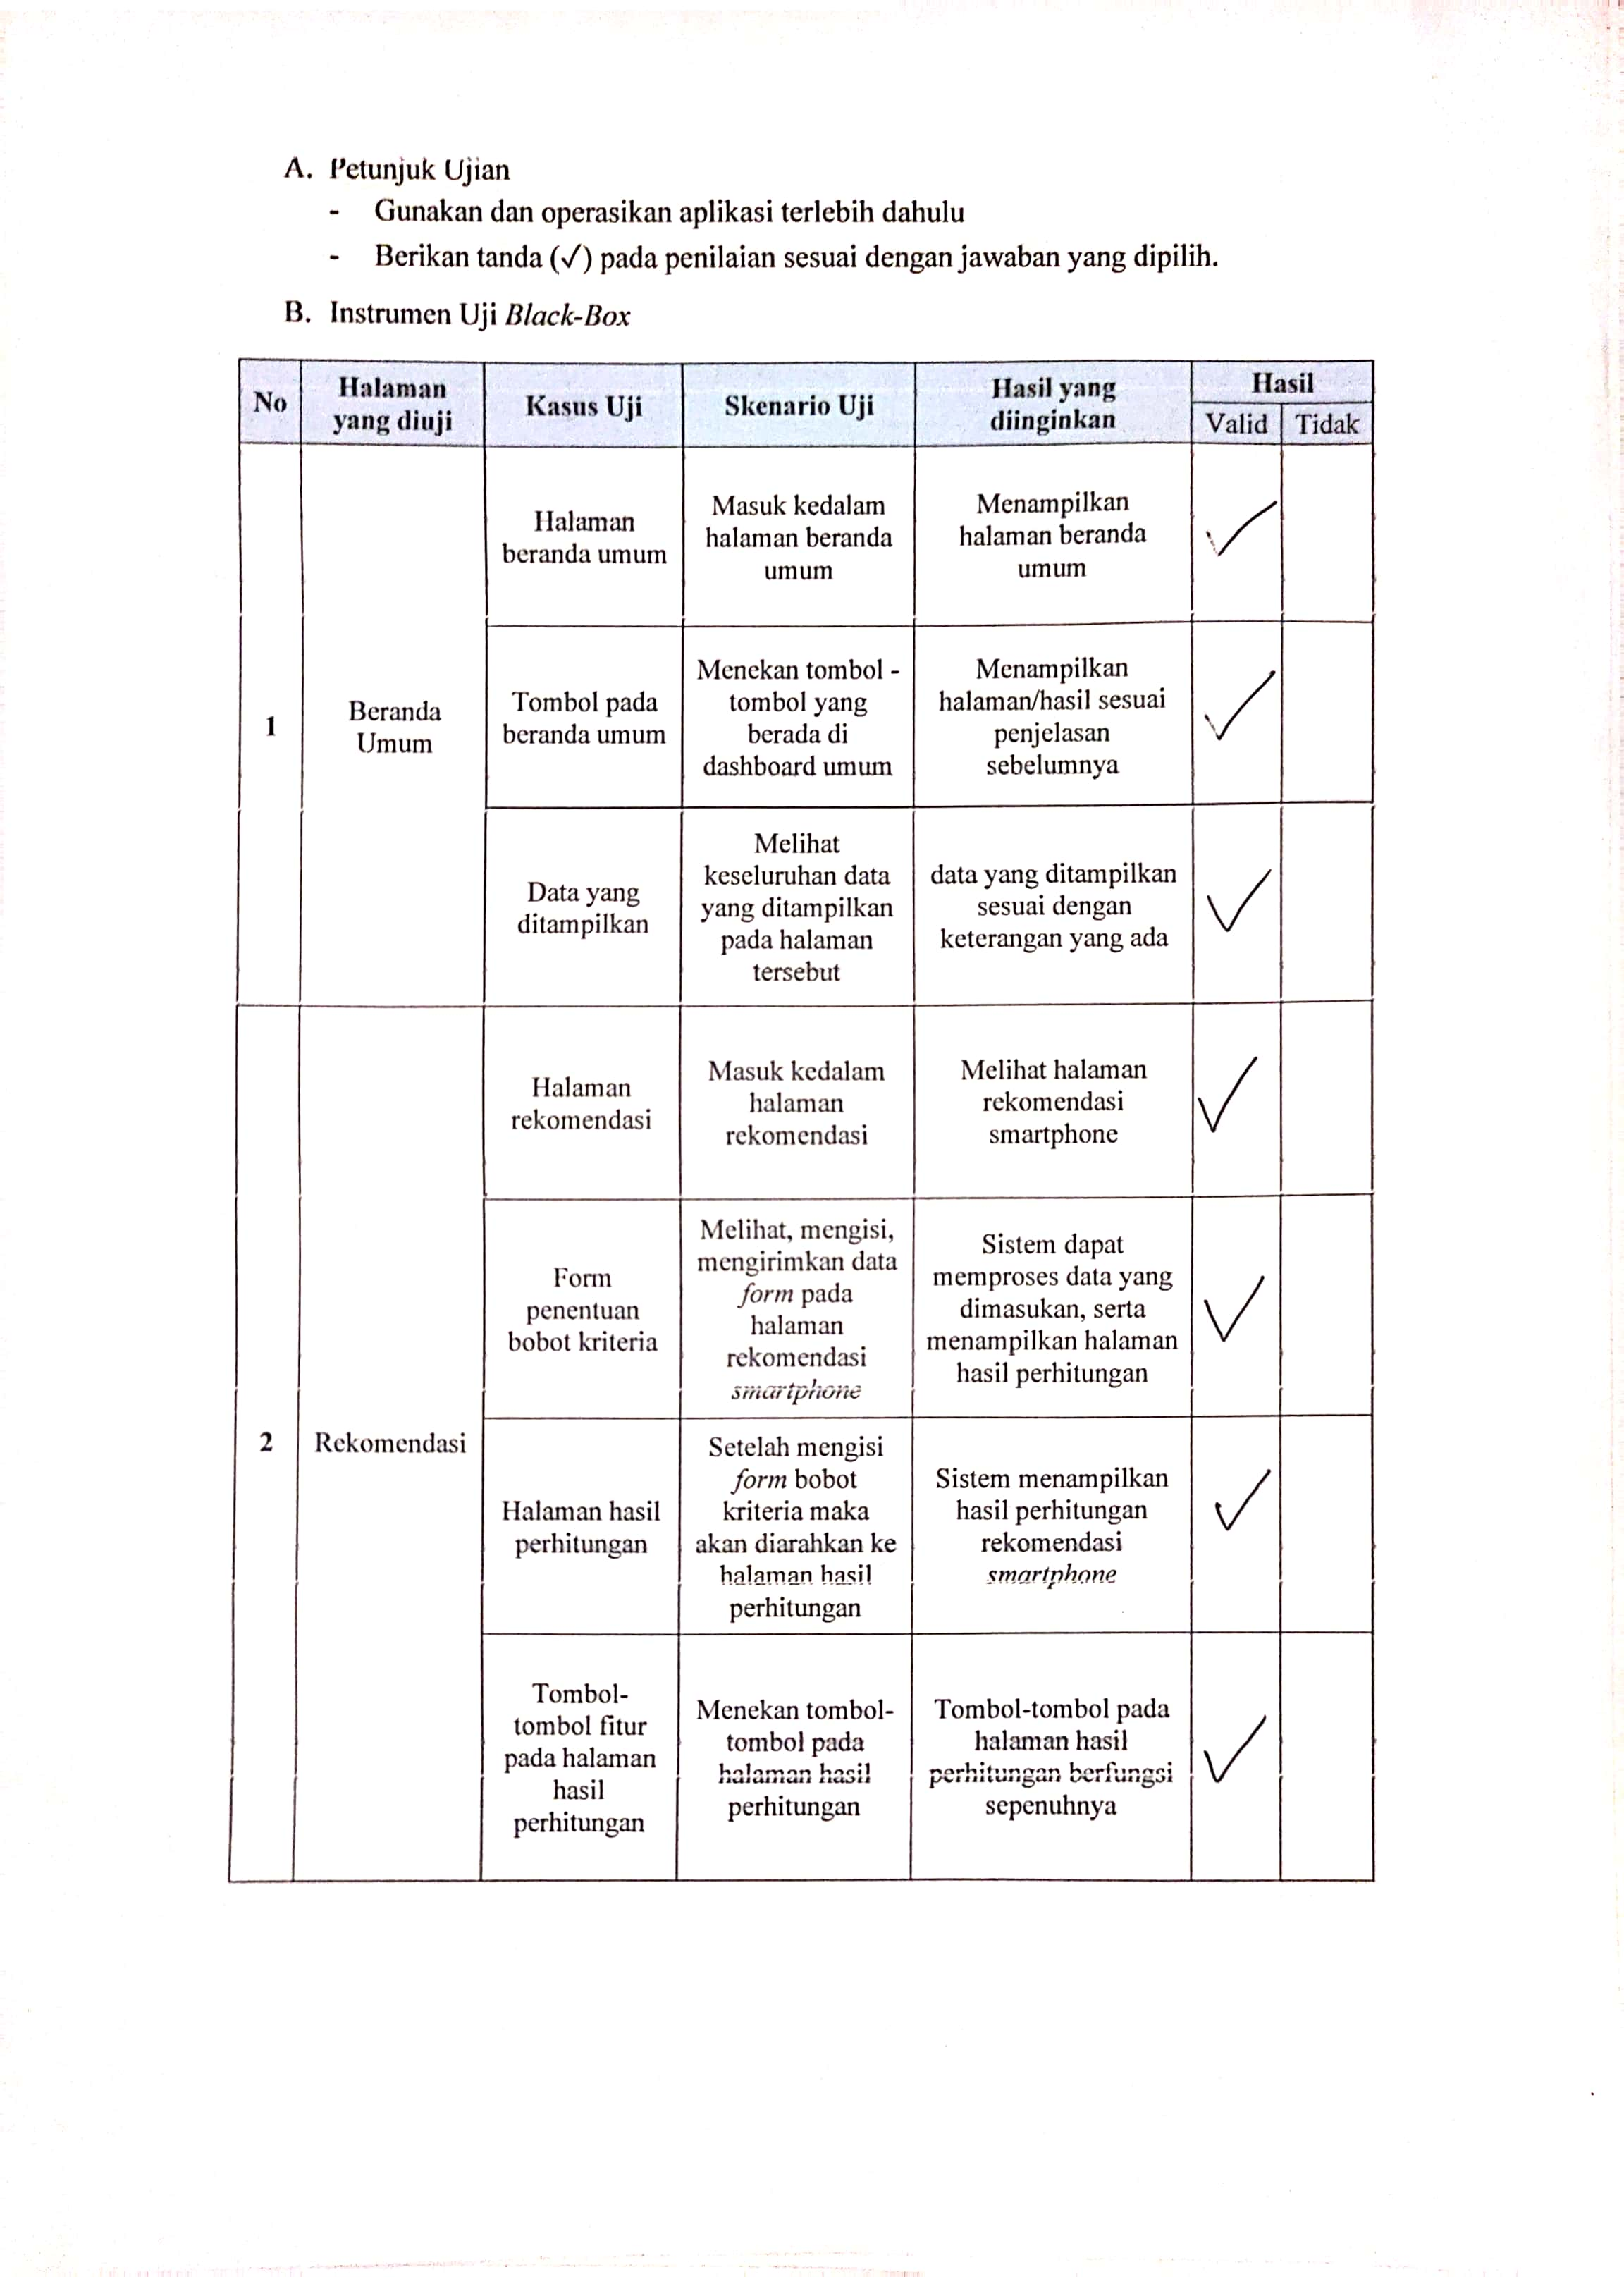 A. Petunjuk Ujian
- Gunakan dan operasikan aplikasi terlebih dahulu
- Berikan tanda (✓) pada penilaian sesuai dengan jawaban yang dipilih.
B. Instrumen Uji Black-Box
No
Halaman
yang diuji
Kasus Uji
Skenario Uji
Hasil yang
diinginkan
Hasil
Valid
Tidak
1
Beranda
Umum
Halaman
beranda umum
Masuk kedalam
halaman beranda
umum
Menampilkan
halaman beranda
umum
✓
Tombol pada
beranda umum
Menekan tombol -
tombol yang
berada di
dashboard umum
Menampilkan
halaman/hasil sesuai
penjelasan
sebelumnya
✓
Data yang
ditampilkan
Melihat
keseluruhan data
yang ditampilkan
pada halaman
tersebut
data yang ditampilkan
sesuai dengan
keterangan yang ada
✓
2
Rekomendasi
Halaman
rekomendasi
Masuk kedalam
halaman
rekomendasi
Melihat halaman
rekomendasi
smartphone
✓
Form
penentuan
bobot kriteria
Melihat, mengisi,
mengirimkan data
form pada
halaman
rekomendasi
smartphone
Sistem dapat
memproses data yang
dimasukan, serta
menampilkan halaman
hasil perhitungan
✓
Halaman hasil
perhitungan
Setelah mengisi
form bobot
kriteria maka
akan diarahkan ke
halaman hasil
perhitungan
Sistem menampilkan
hasil perhitungan
rekomendasi
smartphone
✓
Tombol-
tombol fitur
pada halaman
hasil
perhitungan
Menekan tombol-
tombol pada
halaman hasil
perhitungan
Tombol-tombol pada
halaman hasil
perhitungan berfungsi
sepenuhnya
✓